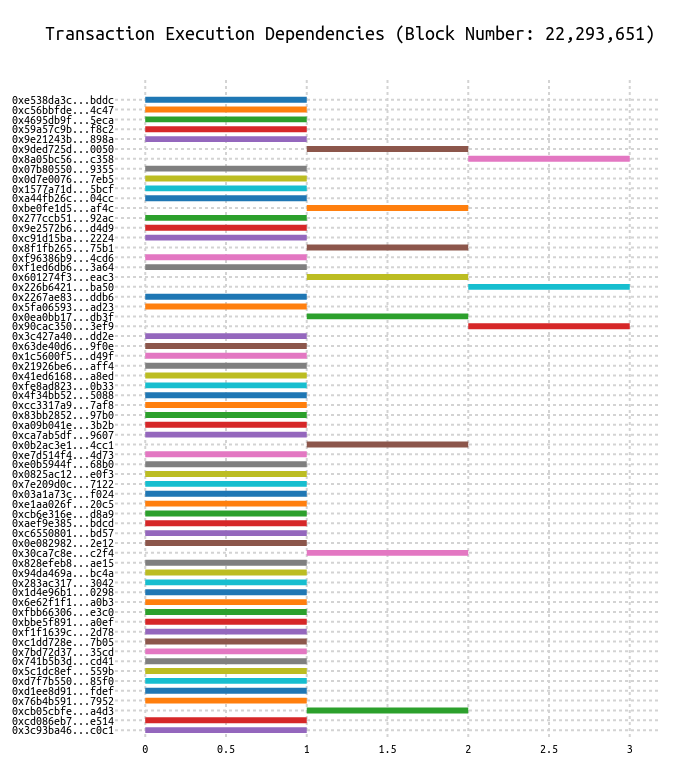 Transaction Execution Dependencies (Block Number: 22,293,651)
0xe538da3c...bddc
0xc56bbfde...4c47
0x4695db9f...5eca
0x59a57c9b...f8c2
0x9e21243b...898a
0x9ded725d...0050
0x8a05bc56...c358
0x07b80550...9355
0x0d7e0076...7eb5
0x1577a71d...5bcf
0xa44fb26c...04cc
0xbe0fe1d5...af4c
0x277ccb51...92ac
0x9e2572b6...d4d9
0xc91d15ba...2224
0x8f1fb265...75b1
0xf96386b9...4cd6
0xf1ed6db6...3a64
0x601274f3...eac3
0x226b6421...ba50
0x2267ae83...ddb6
0x5fa06593...ad23
0x0ea0bb17...db3f
0x90cac350...3ef9
0x3c427a40...dd2e
0x63de40d6...9f0e
0x1c5600f5...d49f
0x21926be6...aff4
0x41ed6168...a8ed
0xfe8ad823...0b33
0x4f34bb52...5088
0xcc3317a9...7af8
0x83bb2852...97b0
0xa09b041e...3b2b
0xca7ab5df...9607
0x0b2ac3e1...4cc1
0xe7d514f4...4d73
0xe0b5944f...68b0
0x0825ac12...e0f3
0x7e209d0c...7122
0x03a1a73c...f024
0xe1aa026f...20c5
0xcb6e316e...d8a9
0xaef9e385...bdcd
0xc6550801...bd57
0x0e082982...2e12
0x30ca7c8e...c2f4
0x828efeb8...ae15
0x94da469a...bc4a
0x283ac317...3042
0x1d4e96b1...0298
0x6e62f1f1...a0b3
0xfbb66306...e3c0
0xbbe5f891...a0ef
0xf1f1639c...2d78
0xc1dd728e...7b05
0x7bd72d37...35cd
0x741b5b3d...cd41
0x5c1dc8ef...559b
0xd7f7b550...85f0
0xd1ee8d91...fdef
0x76b4b591...7952
0xcb05cbfe...a4d3
0xcd086eb7...e514
0x3c93ba46...c0c1
0 0.5 1 1.5 2 2.5 3